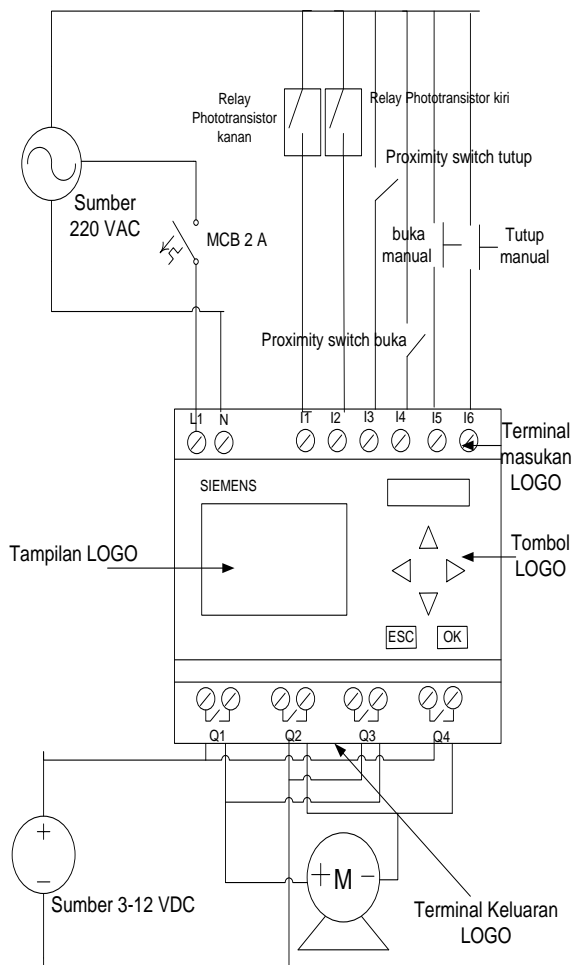 Relay
Phototransistor
kanan
Relay Phototransistor kiri
Proximity switch tutup
Sumber
220 VAC
MCB 2 A
buka
manual
Tutup
manual
Proximity switch buka
L1 N I1 I2 I3 I4 I5 I6
Terminal
masukan
LOGO
SIEMENS
Tampilan LOGO
Tombol
LOGO
ESC OK
Q1 Q2 Q3 Q4
+
−
+ M −
Sumber 3-12 VDC
Terminal Keluaran
LOGO